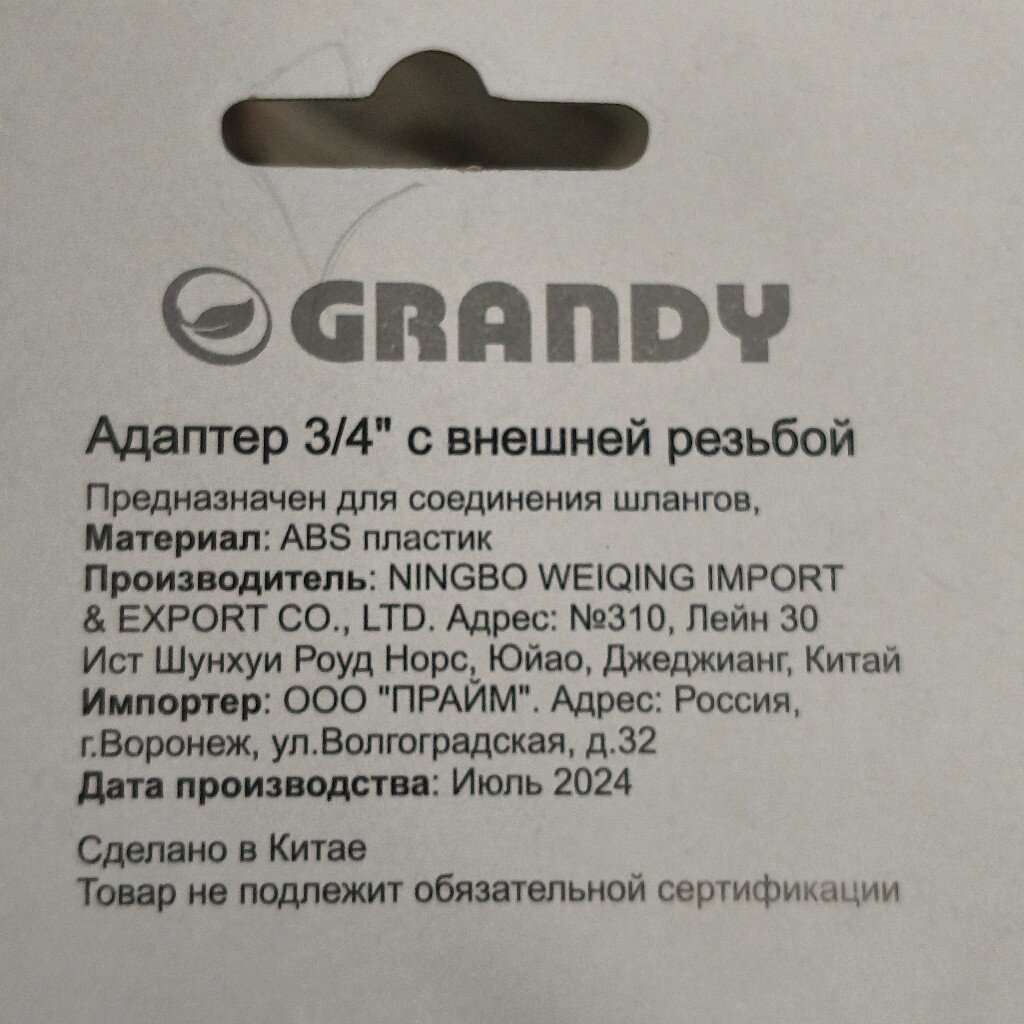 GRANDY
Адаптер 3/4" с внешней резьбой
Предназначен для соединения шлангов,
Материал: ABS пластик
Производитель: NINGBO WEIQING IMPORT
& EXPORT CO., LTD. Адрес: №310, Лейн 30
Ист Шунхуи Роуд Норс, Юйао, Джеджианг, Китай
Импортер: ООО "ПРАЙМ". Адрес: Россия,
г.Воронеж, ул.Волгоградская, д.32
Дата производства: Июль 2024
Сделано в Китае
Товар не подлежит обязательной сертификации